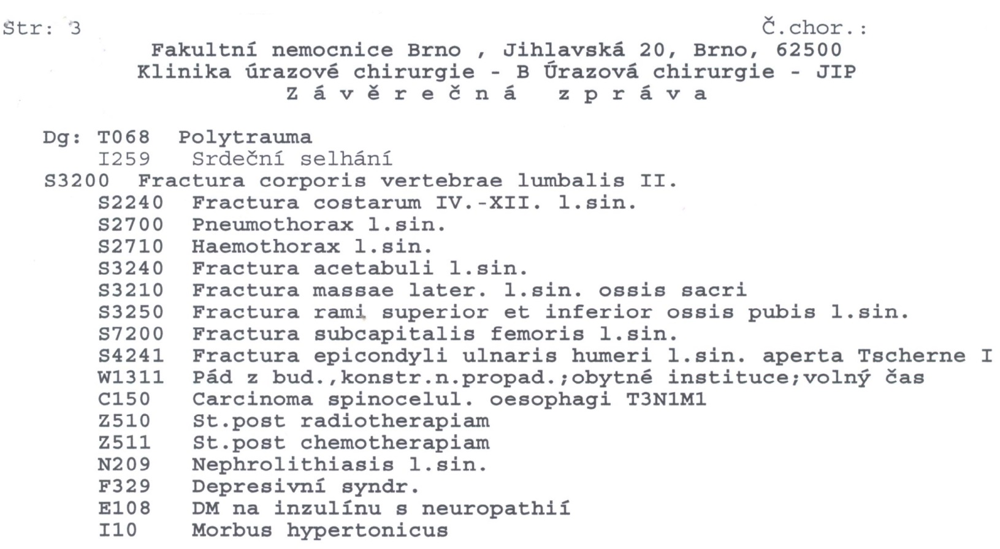 Str: 3 Č.chor.:
Fakultní nemocnice Brno , Jihlavská 20, Brno, 62500
Klinika úrazové chirurgie - B Úrazová chirurgie - JIP
Z á v ě r e č n á z p r á v a
Dg: T068 Polytrauma
I259 Srdeční selhání
S3200 Fractura corporis vertebrae lumbalis II.
S2240 Fractura costarum IV.-XII. l.sin.
S2700 Pneumothorax l.sin.
S2710 Haemothorax l.sin.
S3240 Fractura acetabuli l.sin.
S3210 Fractura massae later. l.sin. ossis sacri
S3250 Fractura rami superior et inferior ossis pubis l.sin.
S7200 Fractura subcapitalis femoris l.sin.
S4241 Fractura epicondyli ulnaris humeri l.sin. aperta Tscherne I
W1311 Pád z bud.,konstr.n.propad.;obytné instituce;volný čas
C150 Carcinoma spinocelul. oesophagi T3N1M1
Z510 St.post radiotherapiam
Z511 St.post chemotherapiam
N209 Nephrolithiasis l.sin.
F329 Depresivní syndr.
E108 DM na inzulínu s neuropathií
I10 Morbus hypertonicus